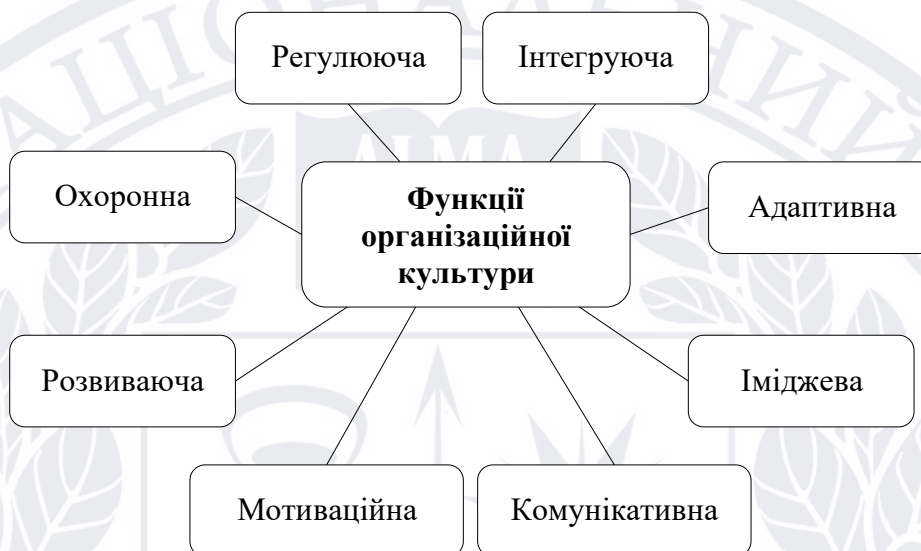 Регулююча
Інтегруюча
Охоронна
Функції
організаційної
культури
Адаптивна
Розвиваюча
Іміджева
Мотиваційна
Комунікативна